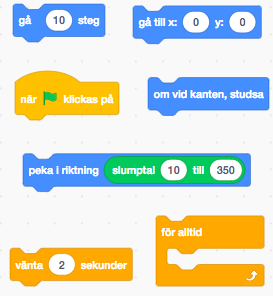 gå 10 steg
gå till x: 0 y: 0
när klickas på
om vid kanten, studsa
peka i riktning slumptal 10 till 350
för alltid
vänta 2 sekunder